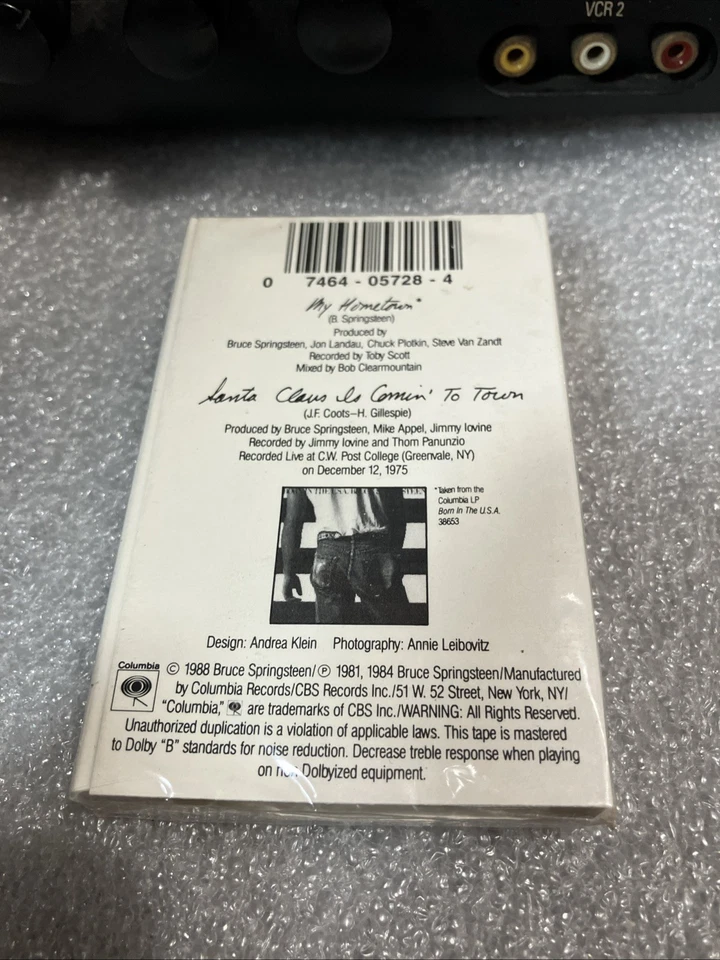 VCR 2
0 7464 - 05728 - 4
My Hometown*
(B. Springsteen)
Produced by
Bruce Springsteen, Jon Landau, Chuck Plotkin, Steve Van Zandt
Recorded by Toby Scott
Mixed by Bob Clearmountain
Santa Claus Is Comin' To Town
(J.F. Coots–H. Gillespie)
Produced by Bruce Springsteen, Mike Appel, Jimmy Iovine
Recorded by Jimmy Iovine and Thom Panunzio
Recorded Live at C.W. Post College (Greenvale, NY)
on December 12, 1975
*Taken from the
Columbia LP
Born In The U.S.A.
38653
Design: Andrea Klein Photography: Annie Leibovitz
Columbia
© 1988 Bruce Springsteen/℗ 1981, 1984 Bruce Springsteen/Manufactured
by Columbia Records/CBS Records Inc./51 W. 52 Street, New York, NY/
"Columbia," are trademarks of CBS Inc./WARNING: All Rights Reserved.
Unauthorized duplication is a violation of applicable laws. This tape is mastered
to Dolby "B" standards for noise reduction. Decrease treble response when playing
on non Dolbyized equipment.